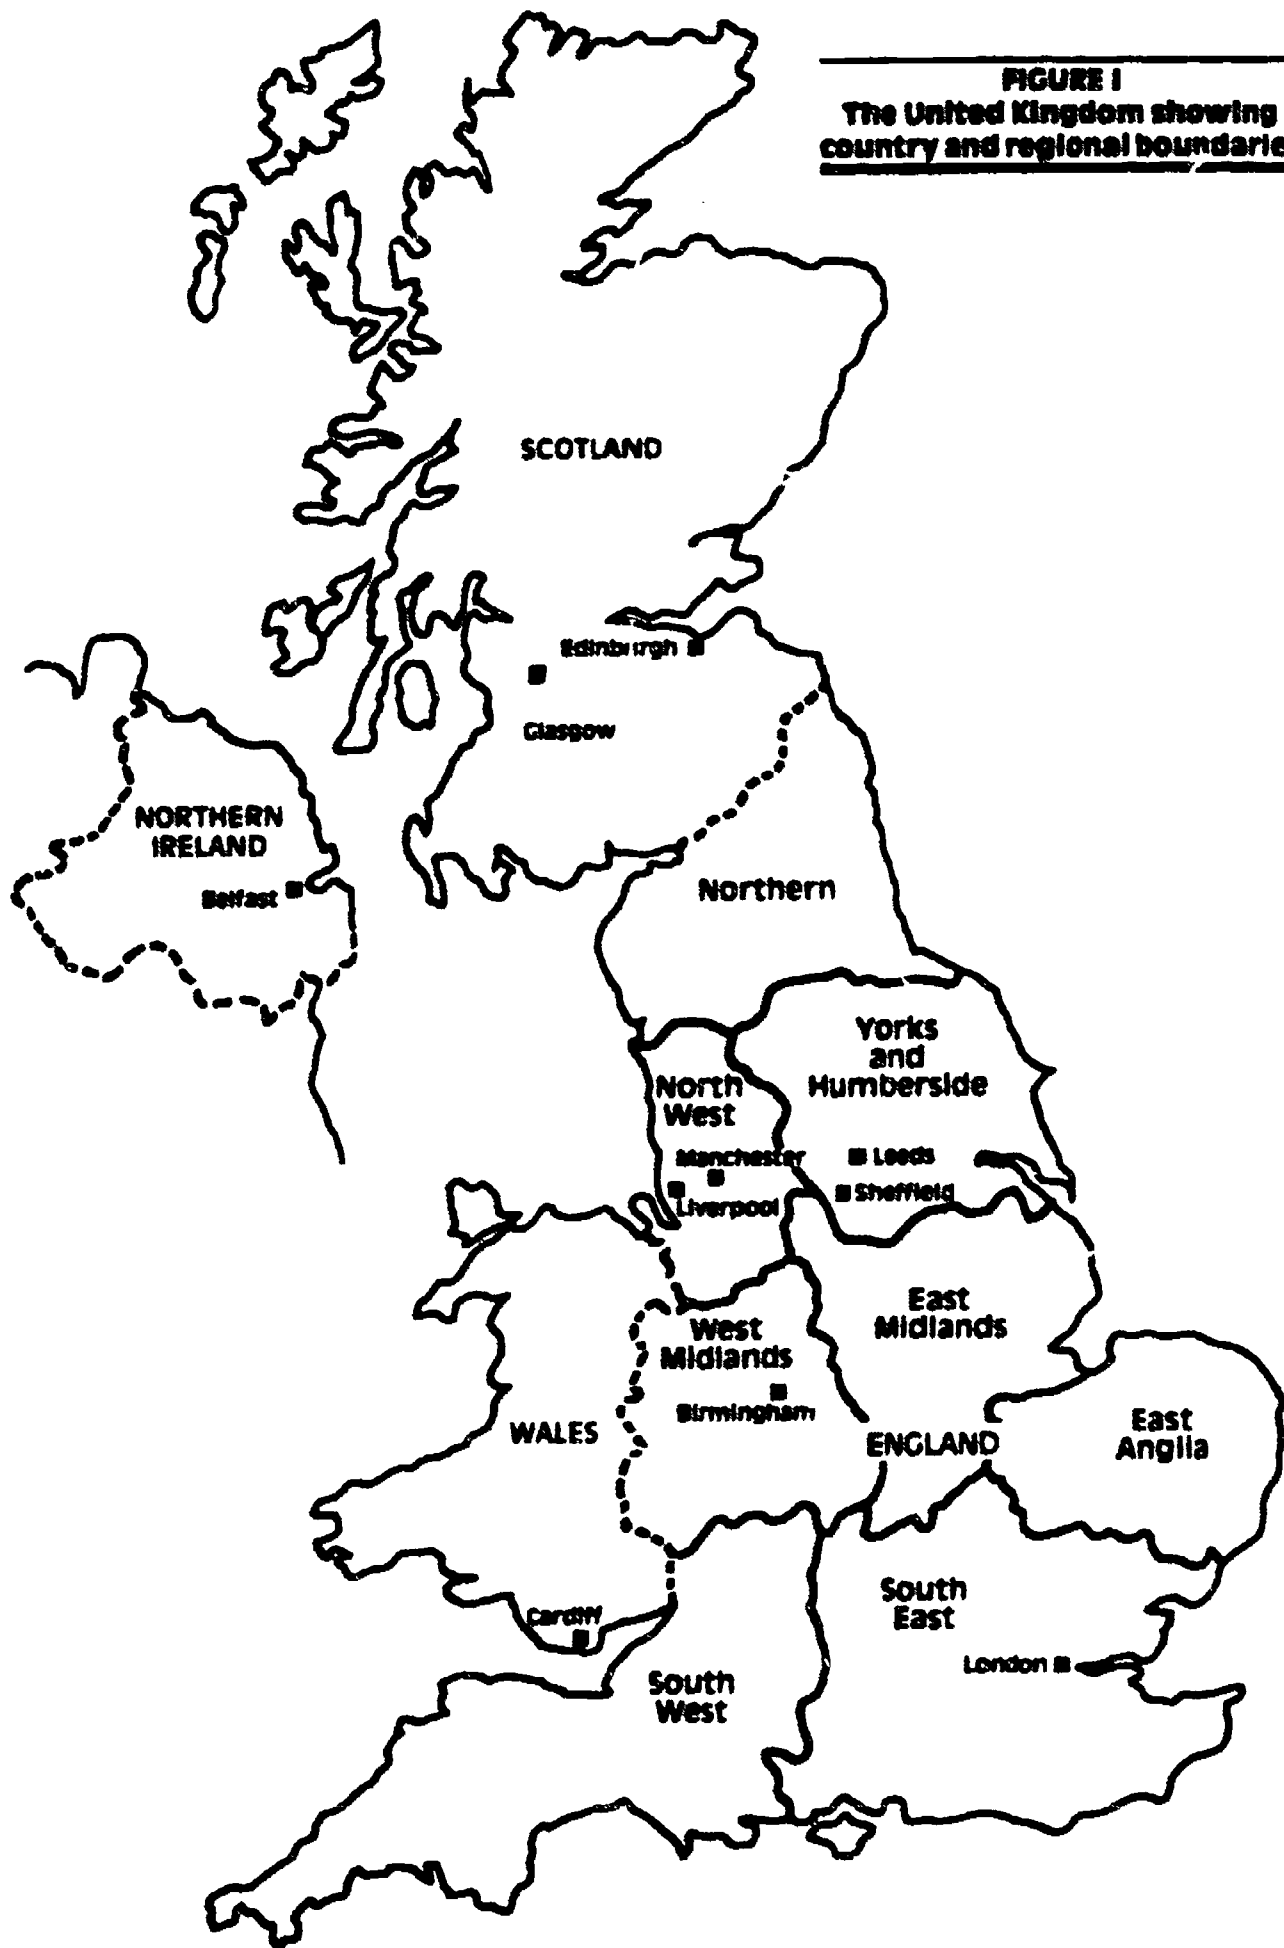 FIGURE I
The United Kingdom showing
country and regional boundarie
SCOTLAND
Edinburgh
Glasgow
NORTHERN
IRELAND
Belfast
Northern
Yorks
and
Humberside
North
West
Manchester
Leeds
Liverpool
Sheffield
East
Midlands
West
Midlands
Birmingham
WALES
ENGLAND
East
Anglia
South
East
Cardiff
London
South
West